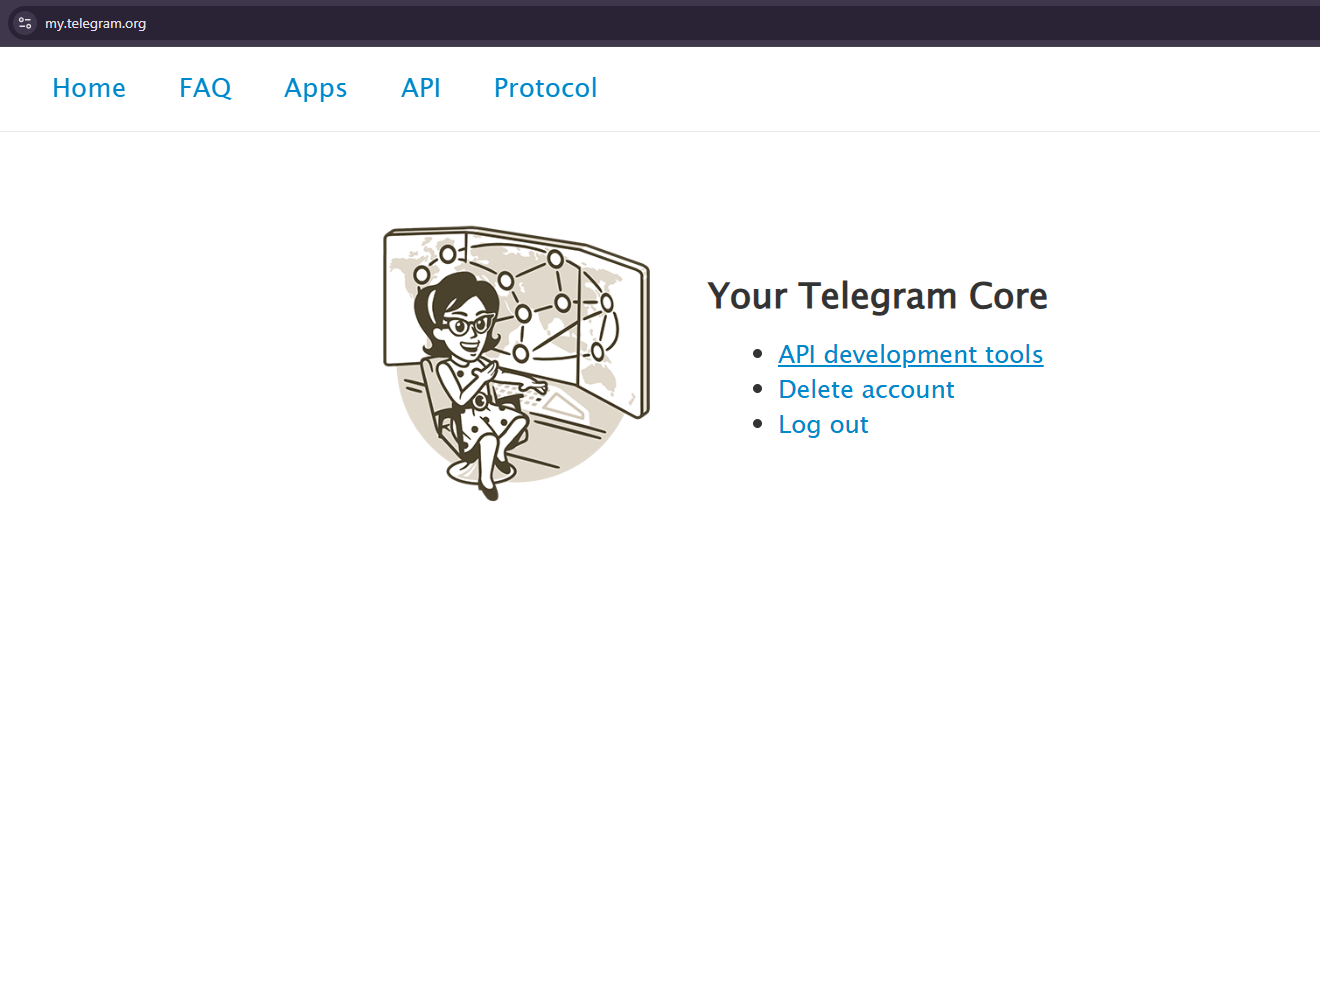 my.telegram.org
Home FAQ Apps API Protocol
Your Telegram Core
API development tools
Delete account
Log out